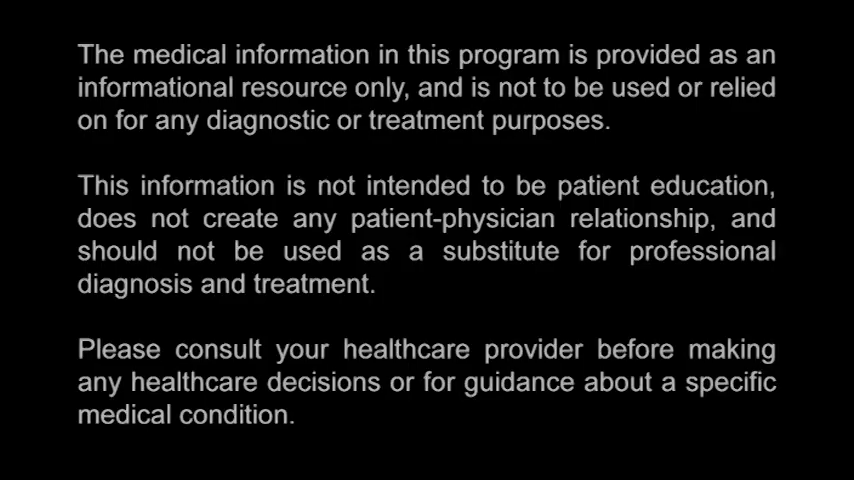 The medical information in this program is provided as an
informational resource only, and is not to be used or relied
on for any diagnostic or treatment purposes.
This information is not intended to be patient education,
does not create any patient-physician relationship, and
should not be used as a substitute for professional
diagnosis and treatment.
Please consult your healthcare provider before making
any healthcare decisions or for guidance about a specific
medical condition.